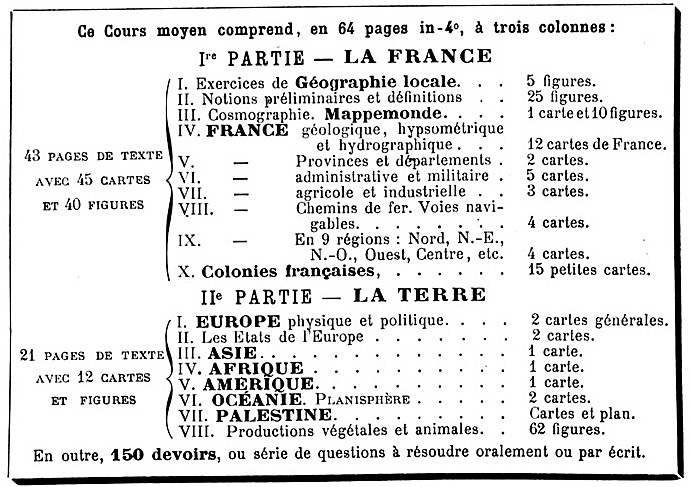 Ce Cours moyen comprend, en 64 pages in-4º, à trois colonnes :
Iʳᵉ PARTIE — LA FRANCE
43 PAGES DE TEXTE
AVEC 45 CARTES
ET 40 FIGURES
I. Exercices de Géographie locale. . . 5 figures.
II. Notions préliminaires et définitions . . 25 figures.
III. Cosmographie. Mappemonde. . . . 1 carte et 10 figures.
IV. FRANCE géologique, hypsométrique
et hydrographique . . . 12 cartes de France.
V. — Provinces et départements . 2 cartes.
VI. — administrative et militaire . 5 cartes.
VII. — agricole et industrielle . . 3 cartes.
VIII. — Chemins de fer. Voies navi-
gables. . . . . . . . 4 cartes.
IX. — En 9 régions : Nord, N.-E.,
N.-O., Ouest, Centre, etc. 4 cartes.
X. Colonies françaises, . . . . . . 15 petites cartes.
IIe PARTIE — LA TERRE
21 PAGES DE TEXTE
AVEC 12 CARTES
ET FIGURES
I. EUROPE physique et politique. . . . 2 cartes générales.
II. Les Etats de l'Europe . . . . . . . 2 cartes.
III. ASIE. . . . . . . . . . . . 1 carte.
IV. AFRIQUE . . . . . . . . . . 1 carte.
V. AMÉRIQUE. . . . . . . . . . 1 carte.
VI. OCÉANIE. PLANISPHÈRE . . . . . 2 cartes.
VII. PALESTINE. . . . . . . . . Cartes et plan.
VIII. Productions végétales et animales. . 62 figures.
En outre, 150 devoirs, ou série de questions à résoudre oralement ou par écrit.